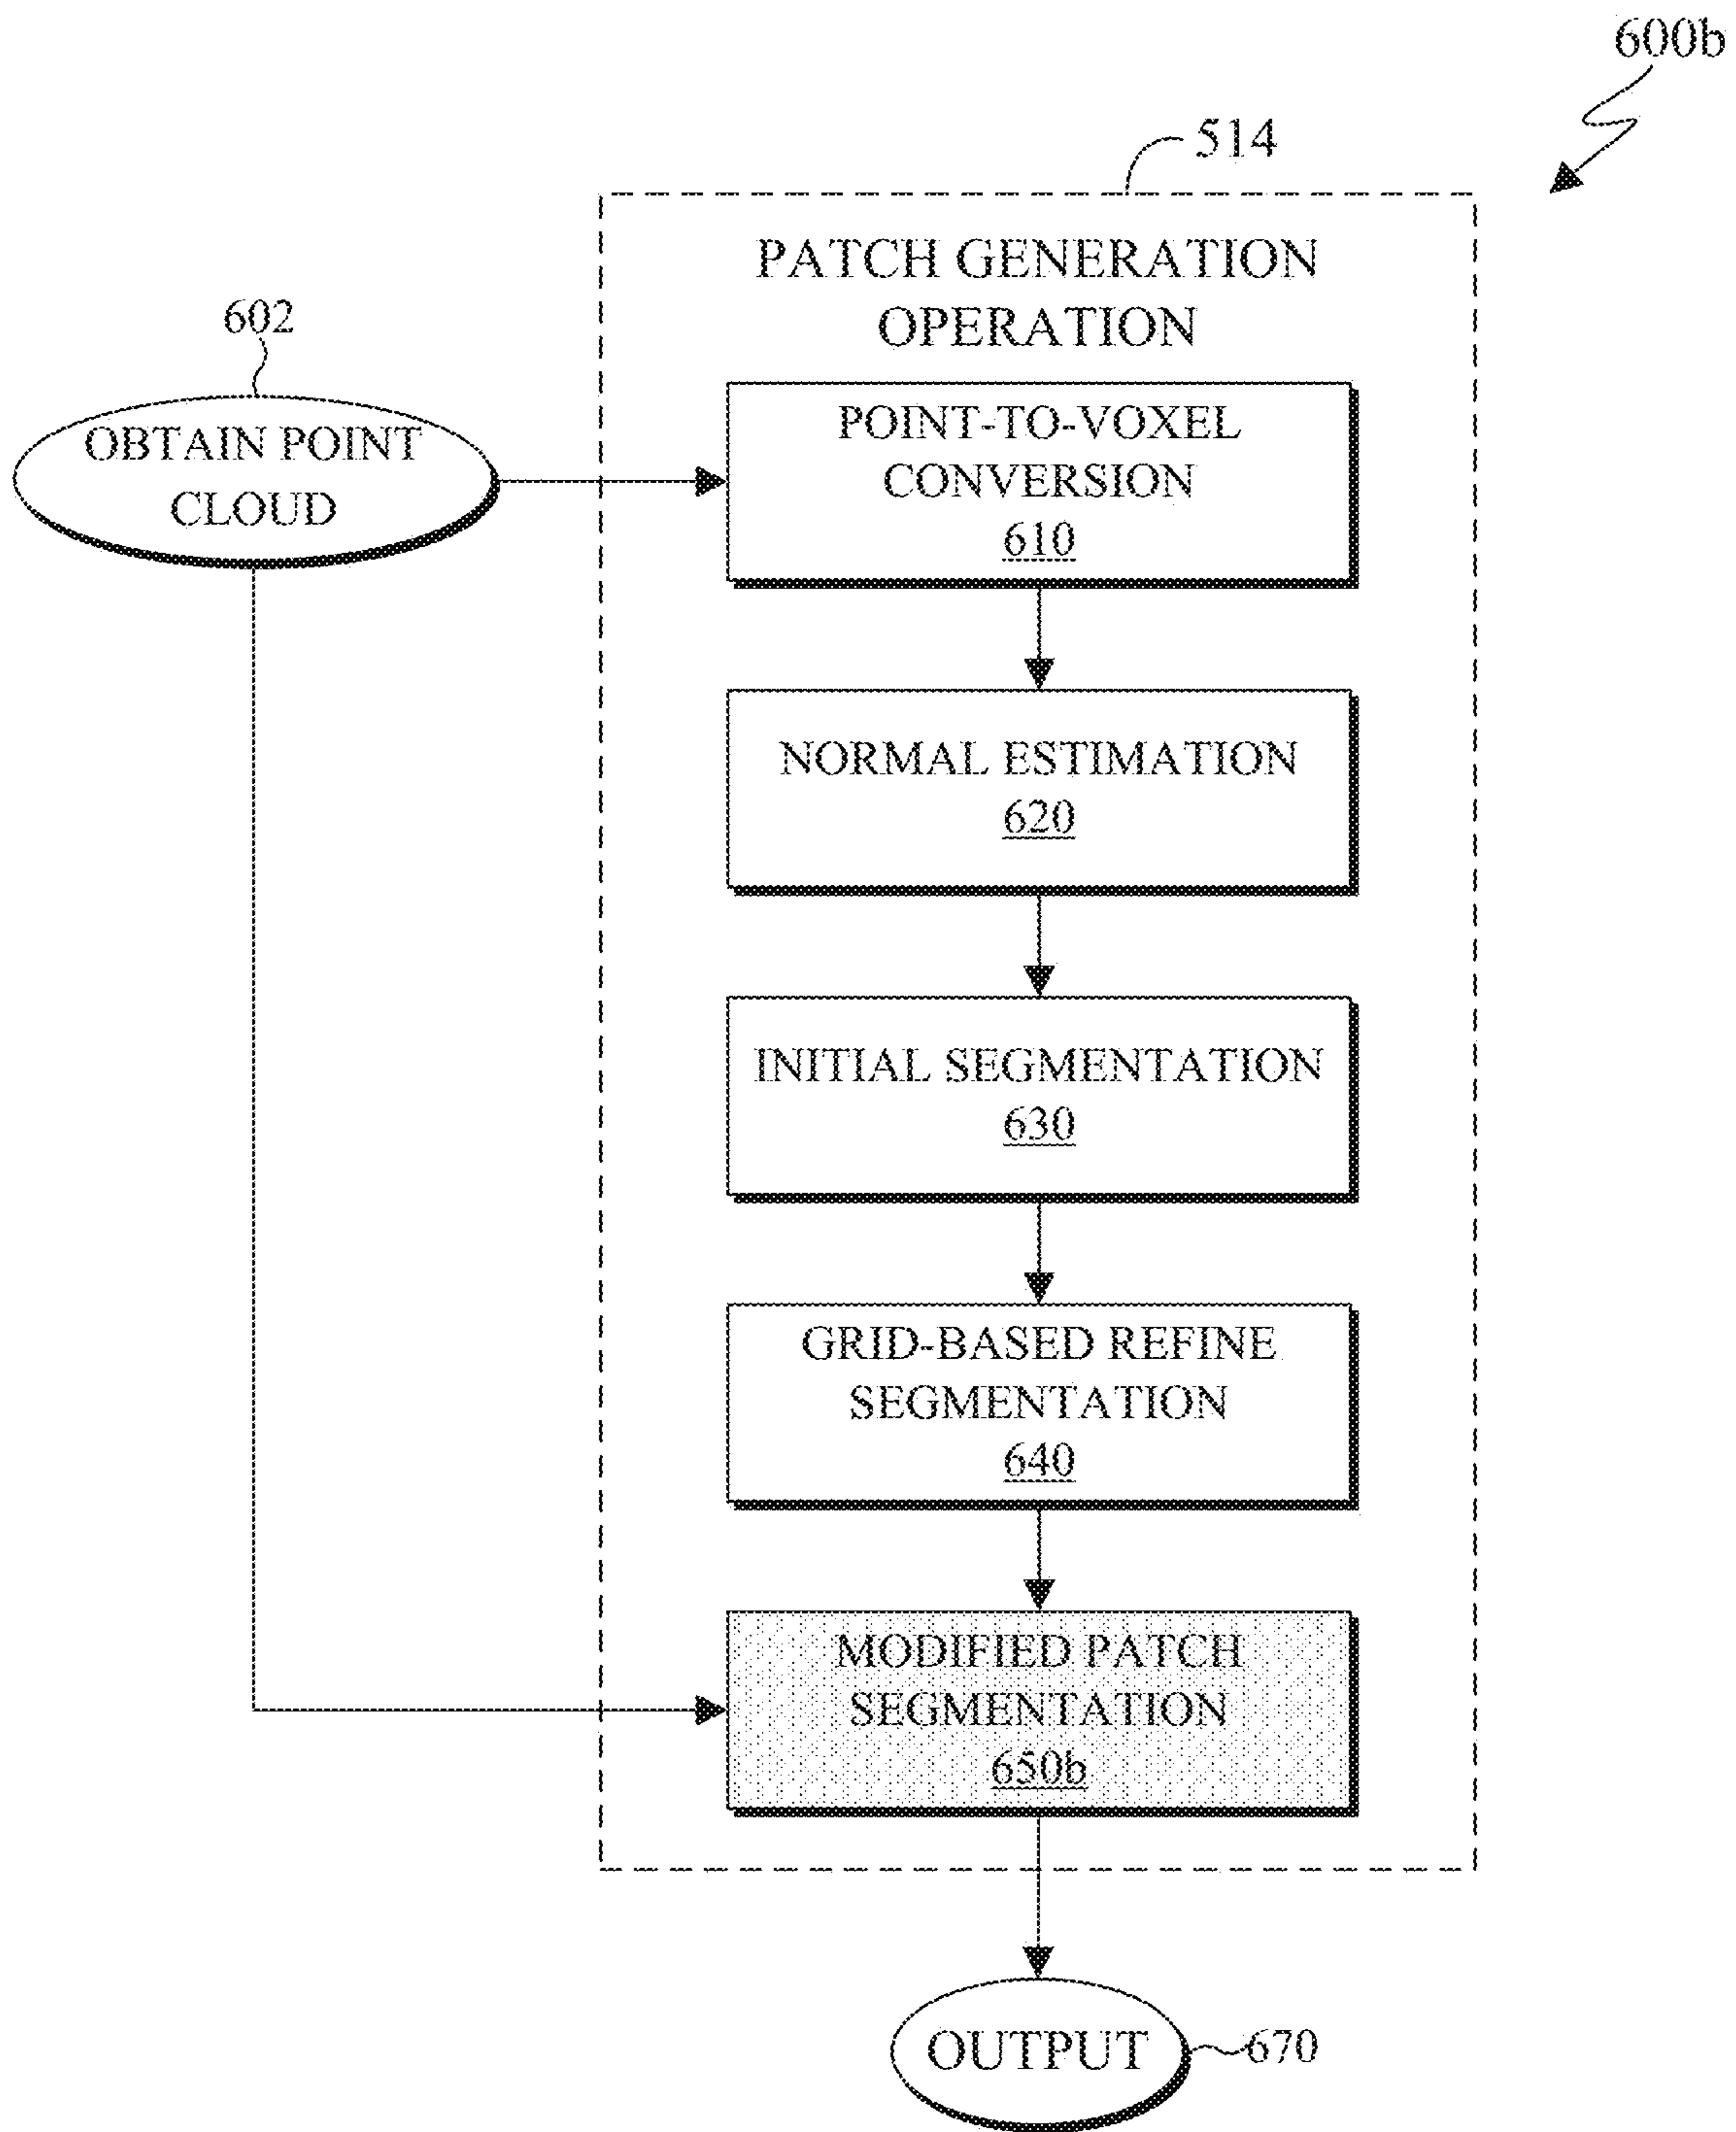 600b
514
PATCH GENERATION
OPERATION
602
OBTAIN POINT
CLOUD
POINT-TO-VOXEL
CONVERSION
610
NORMAL ESTIMATION
620
INITIAL SEGMENTATION
630
GRID-BASED REFINE
SEGMENTATION
640
MODIFIED PATCH
SEGMENTATION
650b
OUTPUT
670